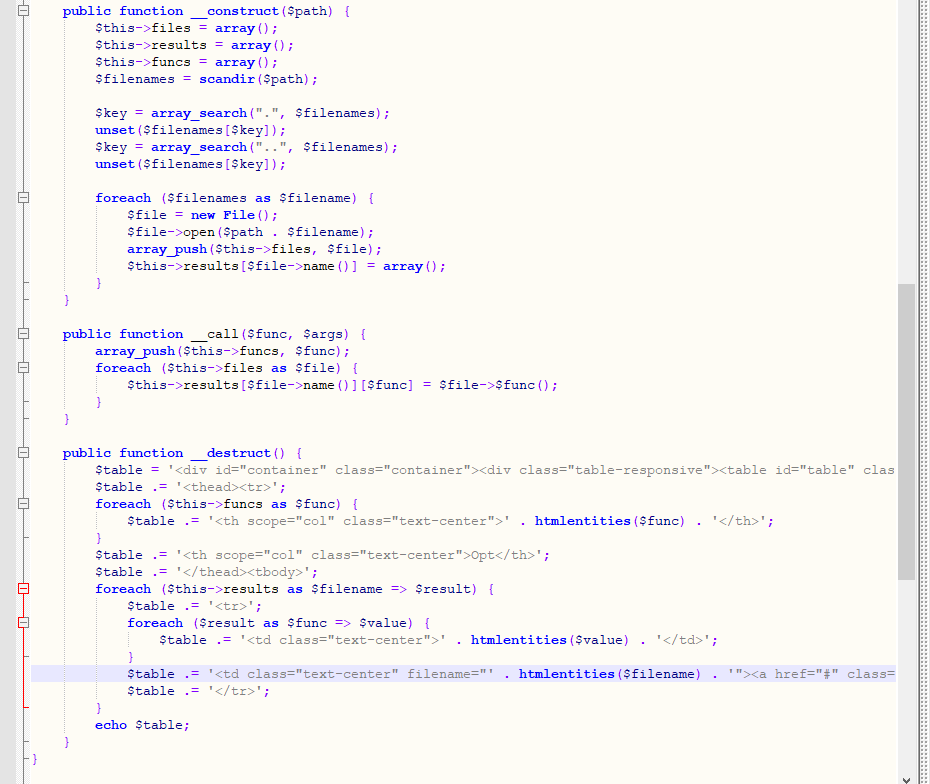 public function __construct($path) {
$this->files = array();
$this->results = array();
$this->funcs = array();
$filenames = scandir($path);
$key = array_search(".", $filenames);
unset($filenames[$key]);
$key = array_search("..", $filenames);
unset($filenames[$key]);
foreach ($filenames as $filename) {
$file = new File();
$file->open($path . $filename);
array_push($this->files, $file);
$this->results[$file->name()] = array();
}
}
public function __call($func, $args) {
array_push($this->funcs, $func);
foreach ($this->files as $file) {
$this->results[$file->name()][$func] = $file->$func();
}
}
public function __destruct() {
$table = '<div id="container" class="container"><div class="table-responsive"><table id="table" clas
$table .= '<thead><tr>';
foreach ($this->funcs as $func) {
$table .= '<th scope="col" class="text-center">' . htmlentities($func) . '</th>';
}
$table .= '<th scope="col" class="text-center">Opt</th>';
$table .= '</thead><tbody>';
foreach ($this->results as $filename => $result) {
$table .= '<tr>';
foreach ($result as $func => $value) {
$table .= '<td class="text-center">' . htmlentities($value) . '</td>';
}
$table .= '<td class="text-center" filename="' . htmlentities($filename) . '"><a href="#" class=
$table .= '</tr>';
}
echo $table;
}
}